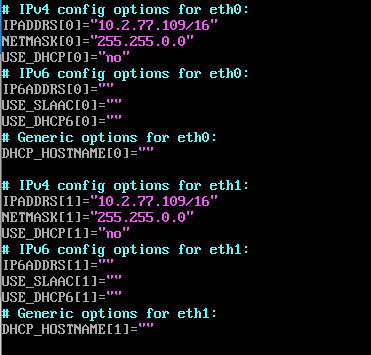 # IPv4 config options for eth0:
IPADDRS[0]="10.2.77.109/16"
NETMASK[0]="255.255.0.0"
USE_DHCP[0]="no"
# IPv6 config options for eth0:
IP6ADDRS[0]=""
USE_SLAAC[0]=""
USE_DHCP6[0]=""
# Generic options for eth0:
DHCP_HOSTNAME[0]=""
# IPv4 config options for eth1:
IPADDRS[1]="10.2.77.109/16"
NETMASK[1]="255.255.0.0"
USE_DHCP[1]="no"
# IPv6 config options for eth1:
IP6ADDRS[1]=""
USE_SLAAC[1]=""
USE_DHCP6[1]=""
# Generic options for eth1:
DHCP_HOSTNAME[1]=""